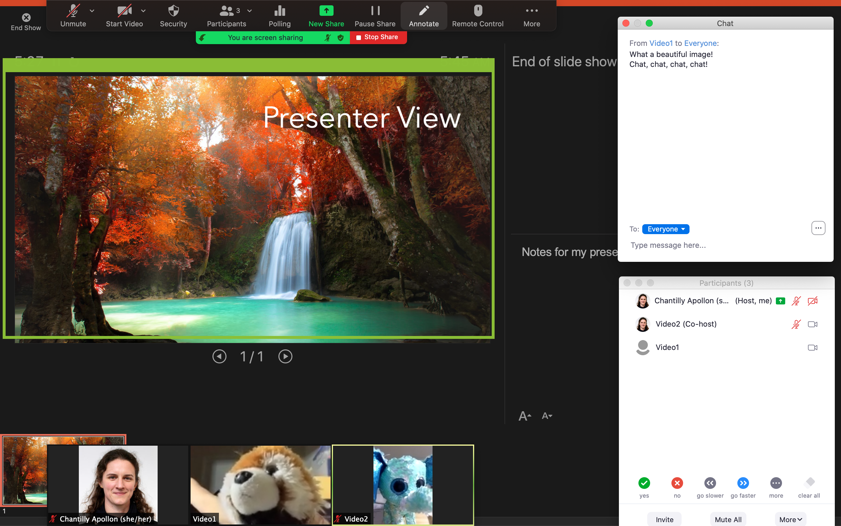 End Show
Unmute
Start Video
Security
Participants
3
Polling
New Share
Pause Share
Annotate
Remote Control
More
You are screen sharing
Stop Share
Presenter View
1/1
End of slide show
Notes for my prese
A
A
1
Chantilly Apollon (she/her)
Video1
Video2
Chat
From Video1 to Everyone:
What a beautiful image!
Chat, chat, chat, chat!
To: Everyone
Type message here...
Participants (3)
Chantilly Apollon (s... (Host, me)
Video2 (Co-host)
Video1
yes
no
go slower
go faster
more
clear all
Invite
Mute All
More